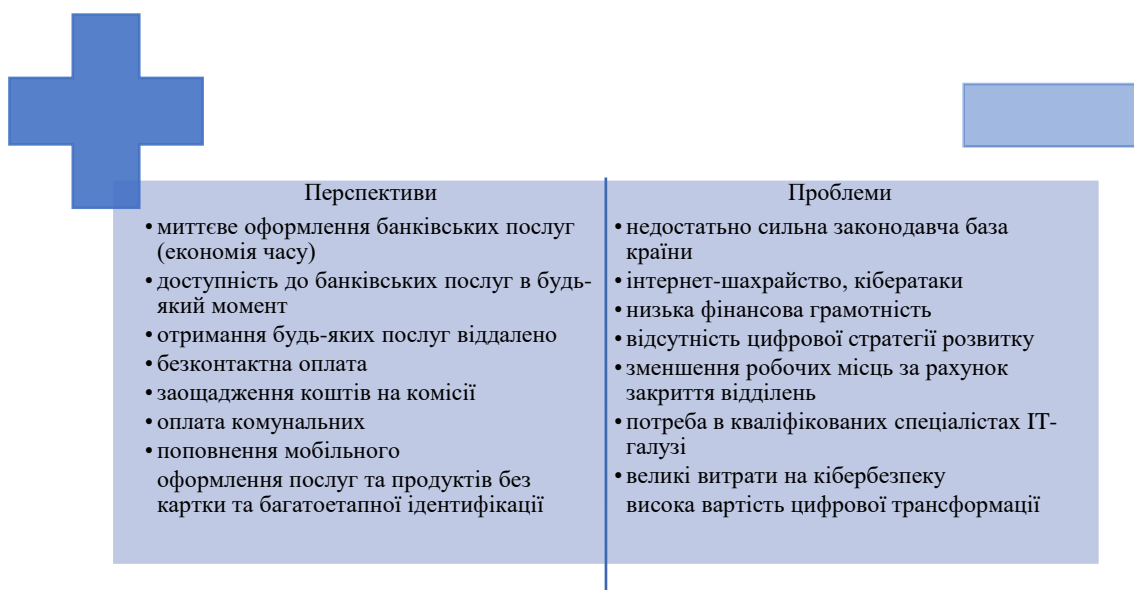 Перспективи
• миттєве оформлення банківських послуг
(економія часу)
• доступність до банківських послуг в будь-
який момент
• отримання будь-яких послуг віддалено
• безконтактна оплата
• заощадження коштів на комісії
• оплата комунальних
• поповнення мобільного
оформлення послуг та продуктів без
картки та багатоетапної ідентифікації
Проблеми
• недостатньо сильна законодавча база
країни
• інтернет-шахрайство, кібератаки
• низька фінансова грамотність
• відсутність цифрової стратегії розвитку
• зменшення робочих місць за рахунок
закриття відділень
• потреба в кваліфікованих спеціалістах ІТ-
галузі
• великі витрати на кібербезпеку
висока вартість цифрової трансформації